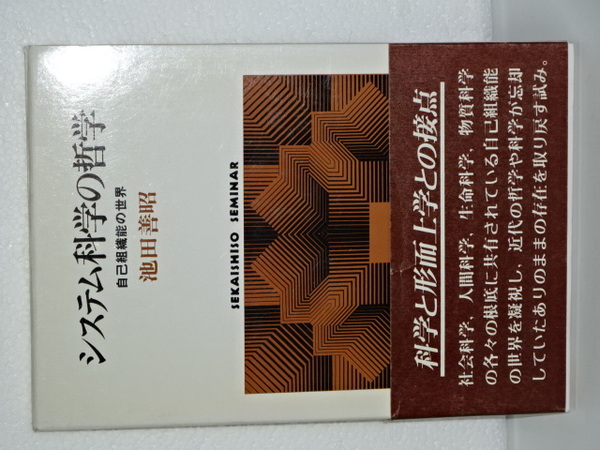 システム科学の哲学
自己組織能の世界
池田善昭
SEKAISHISO SEMINAR
科学と形而上学との接点
社会科学、人間科学、生命科学、物質科学
の各々の根底に共有されている自己組織能
の世界を凝視し、近代の哲学や科学が忘却
していたありのままの存在を取り戻す試み。